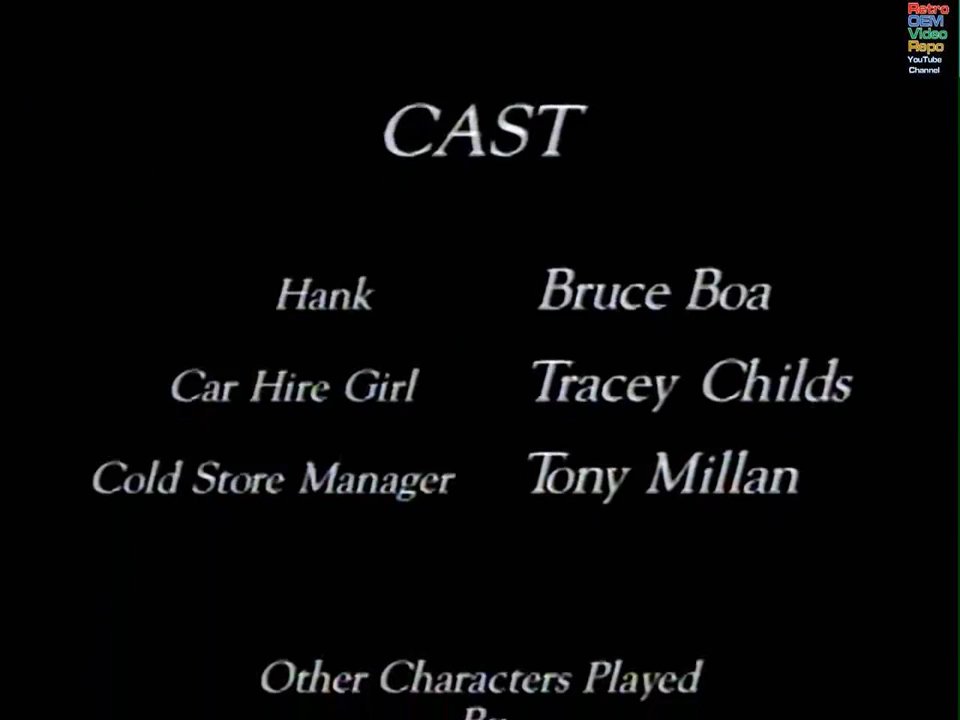 Retro
OEM
Video
Repo
YouTube
Channel
CAST
Hank Bruce Boa
Car Hire Girl Tracey Childs
Cold Store Manager Tony Millan
Other Characters Played
By